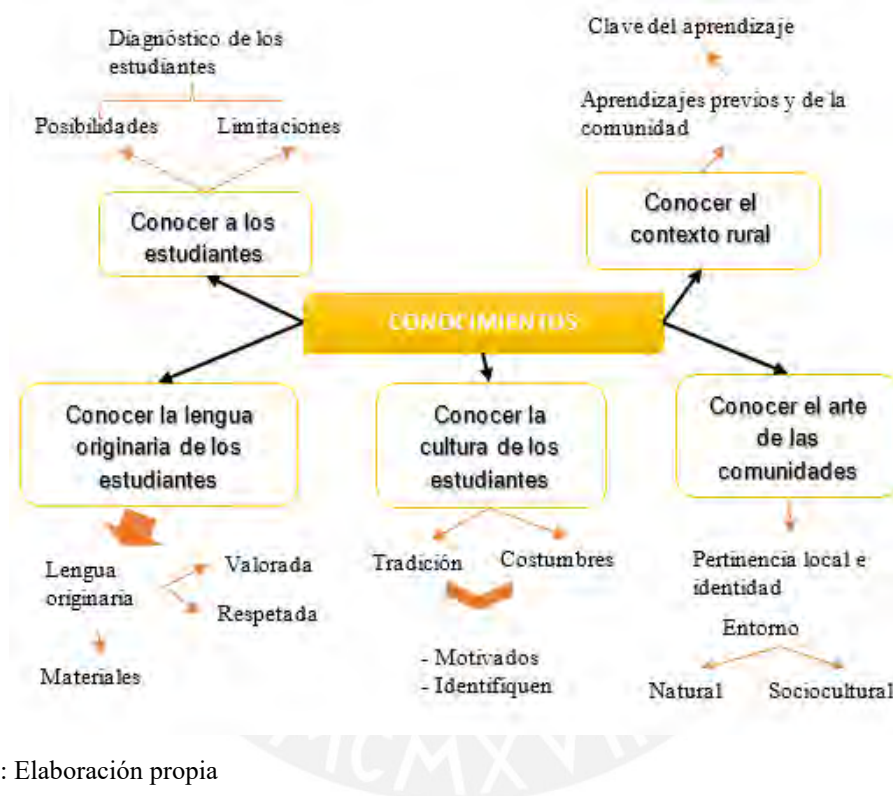 Diagnóstico de los
estudiantes
Posibilidades
Limitaciones
Conocer a los
estudiantes
Clave del aprendizaje
Aprendizajes previos y de la
comunidad
Conocer el
contexto rural
CONOCIMIENTOS
Conocer la lengua
originaria de los
estudiantes
Lengua
originaria
Valorada
Respetada
Materiales
Conocer la
cultura de los
estudiantes
Tradición
Costumbres
- Motivados
- Identifiquen
Conocer el arte
de las
comunidades
Pertinencia local e
identidad
Entorno
Natural
Sociocultural
: Elaboración propia